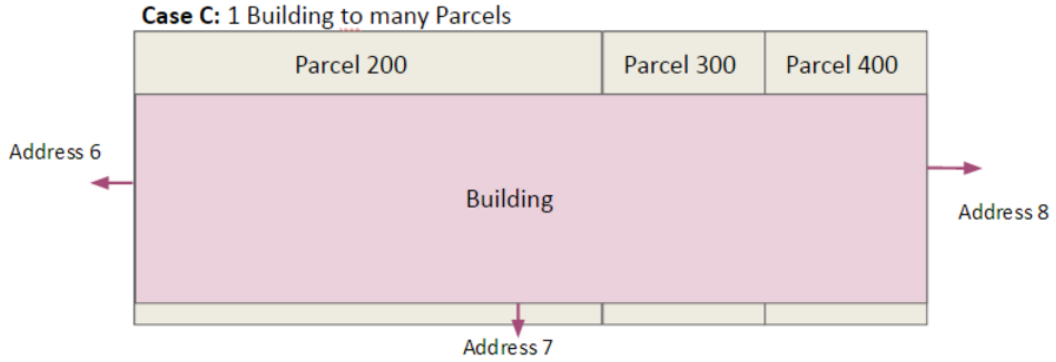 Case C: 1 Building to many Parcels
Parcel 200
Parcel 300
Parcel 400
Address 6
Building
Address 8
Address 7